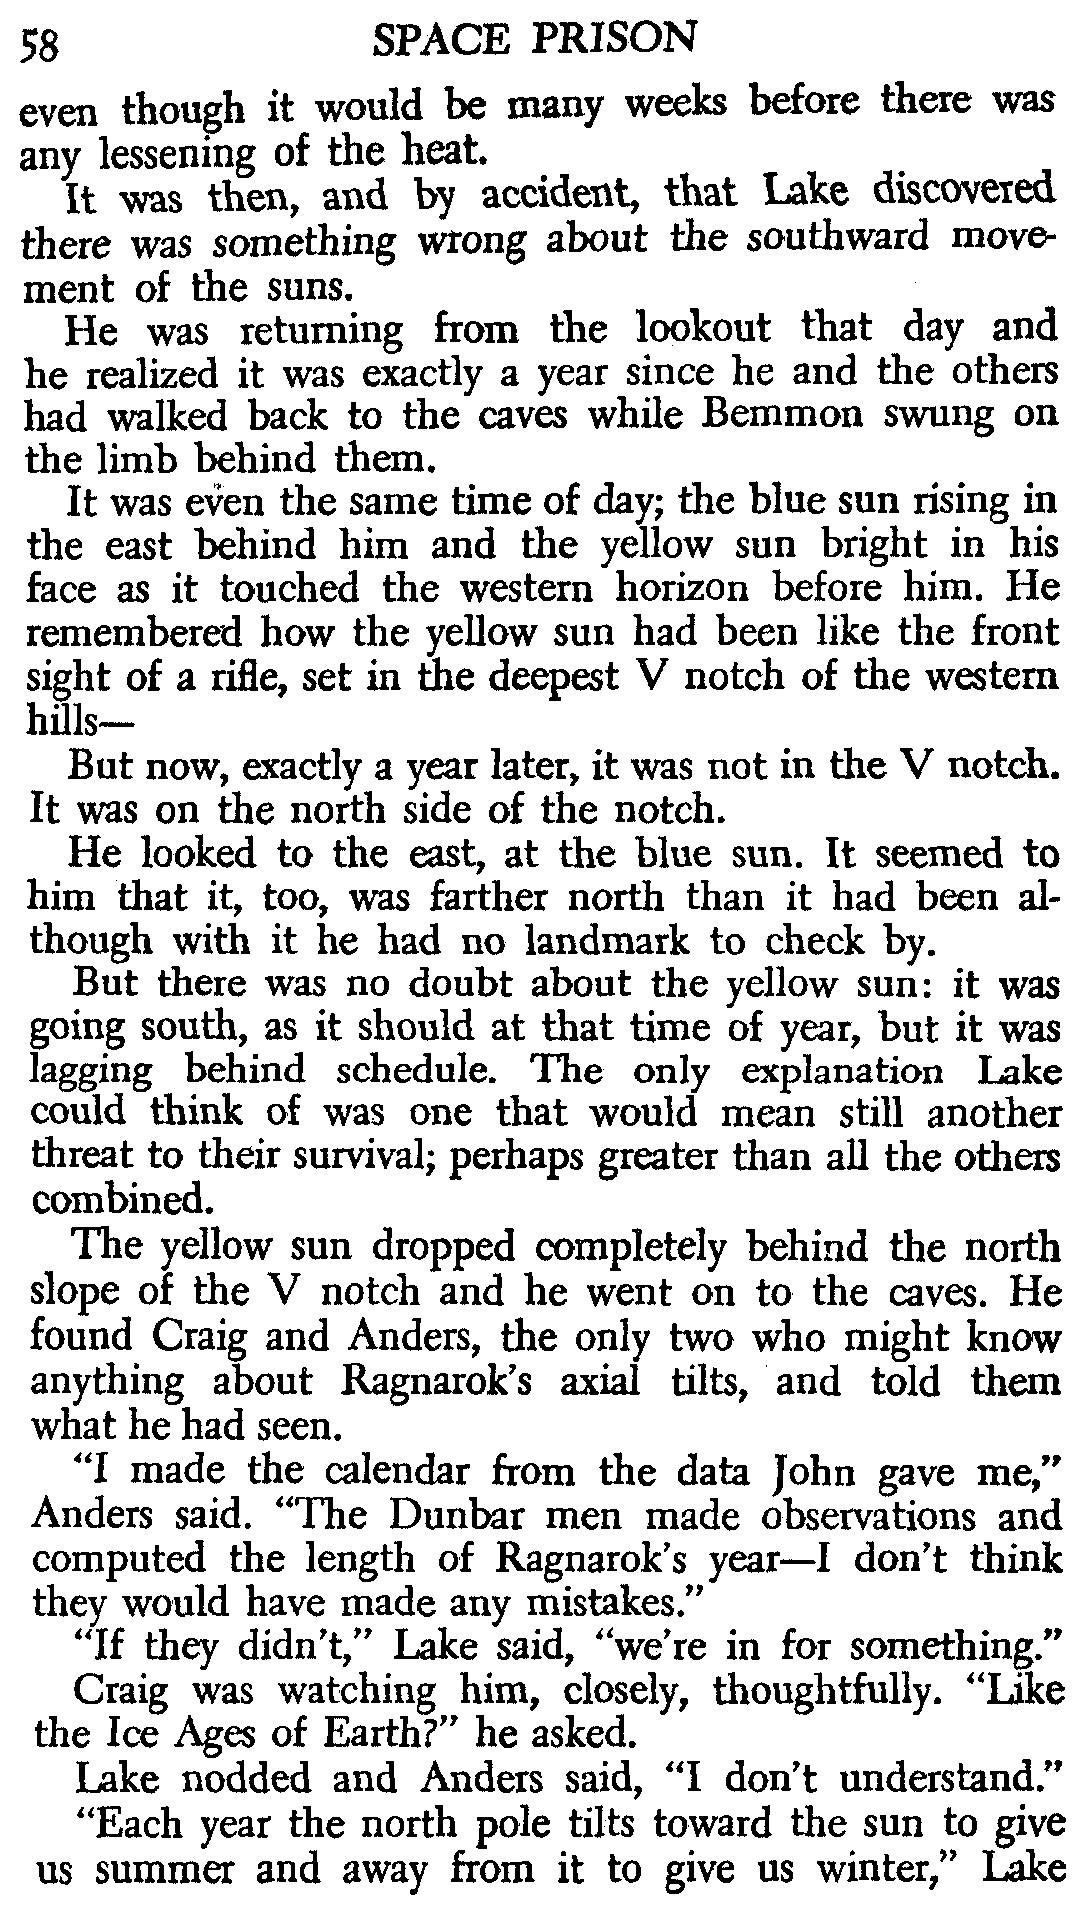 58 SPACE PRISON
even though it would be many weeks before there was
any lessening of the heat.
It was then, and by accident, that Lake discovered
there was something wrong about the southward move-
ment of the suns.
He was returning from the lookout that day and
he realized it was exactly a year since he and the others
had walked back to the caves while Bemmon swung on
the limb behind them.
It was even the same time of day; the blue sun rising in
the east behind him and the yellow sun bright in his
face as it touched the western horizon before him. He
remembered how the yellow sun had been like the front
sight of a rifle, set in the deepest V notch of the western
hills—
But now, exactly a year later, it was not in the V notch.
It was on the north side of the notch.
He looked to the east, at the blue sun. It seemed to
him that it, too, was farther north than it had been al-
though with it he had no landmark to check by.
But there was no doubt about the yellow sun: it was
going south, as it should at that time of year, but it was
lagging behind schedule. The only explanation Lake
could think of was one that would mean still another
threat to their survival; perhaps greater than all the others
combined.
The yellow sun dropped completely behind the north
slope of the V notch and he went on to the caves. He
found Craig and Anders, the only two who might know
anything about Ragnarok's axial tilts, and told them
what he had seen.
"I made the calendar from the data John gave me,"
Anders said. "The Dunbar men made observations and
computed the length of Ragnarok's year—I don't think
they would have made any mistakes."
"If they didn't," Lake said, "we're in for something."
Craig was watching him, closely, thoughtfully. "Like
the Ice Ages of Earth?" he asked.
Lake nodded and Anders said, "I don't understand."
"Each year the north pole tilts toward the sun to give
us summer and away from it to give us winter," Lake